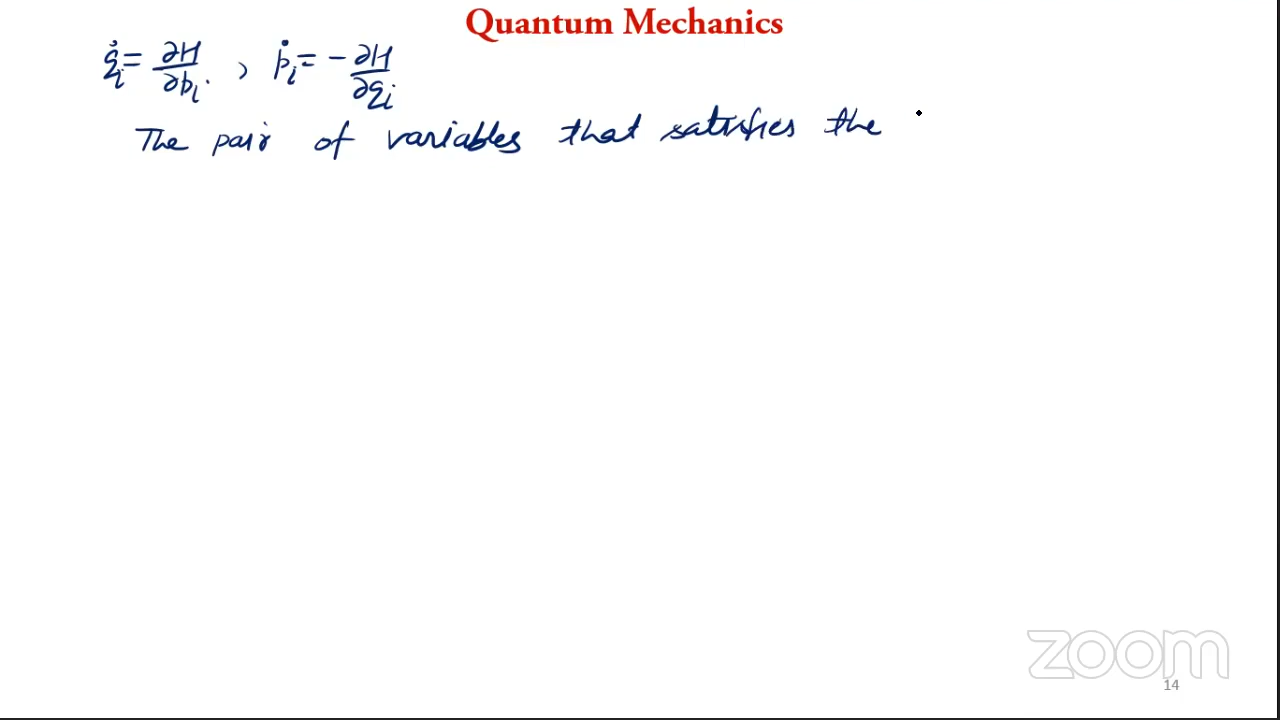 Quantum Mechanics
q̇ᵢ = ∂H/∂pᵢ , ṗᵢ = - ∂H/∂qᵢ
The pair of variables that satisfies the
zoom
14